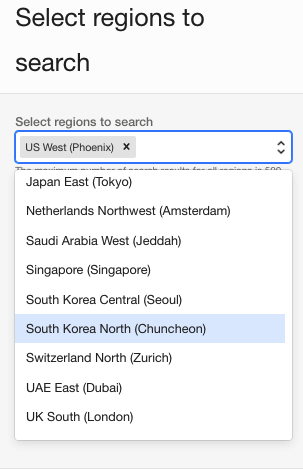 Select regions to
search
Select regions to search
US West (Phoenix) ×
The maximum number of search results for all regions is 500
Japan East (Tokyo)
Netherlands Northwest (Amsterdam)
Saudi Arabia West (Jeddah)
Singapore (Singapore)
South Korea Central (Seoul)
South Korea North (Chuncheon)
Switzerland North (Zurich)
UAE East (Dubai)
UK South (London)